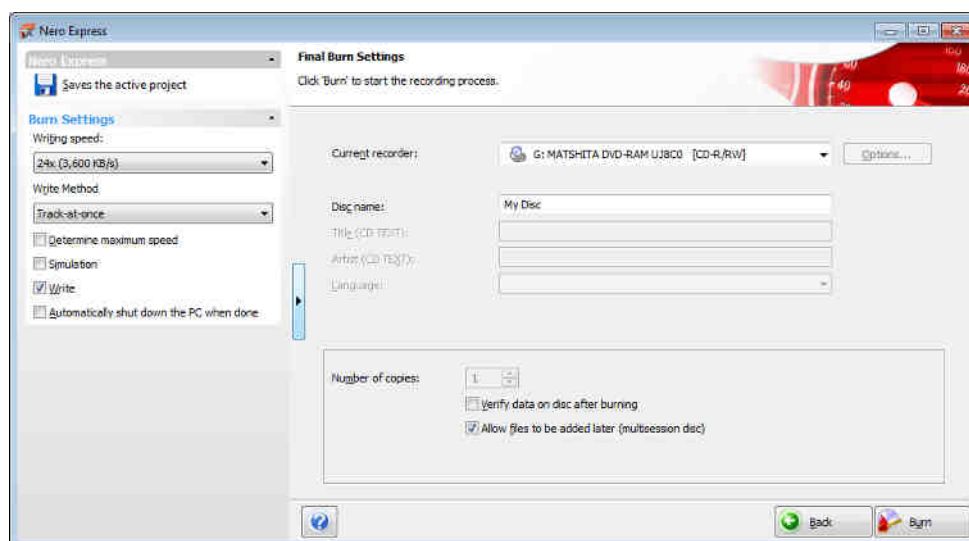 Nero Express
Nero Express
Saves the active project
Burn Settings
Writing speed:
24x (3,600 KB/s)
Write Method
Track-at-once
Determine maximum speed
Simulation
Write
Automatically shut down the PC when done
Final Burn Settings
Click 'Burn' to start the recording process.
Current recorder:
G: MATSHITA DVD-RAM UJ8C0 [CD-R/RW]
Options...
Disc name:
My Disc
Title (CD TEXT):
Artist (CD TEXT):
Language:
Number of copies:
1
Verify data on disc after burning
Allow files to be added later (multisession disc)
Back
Burn